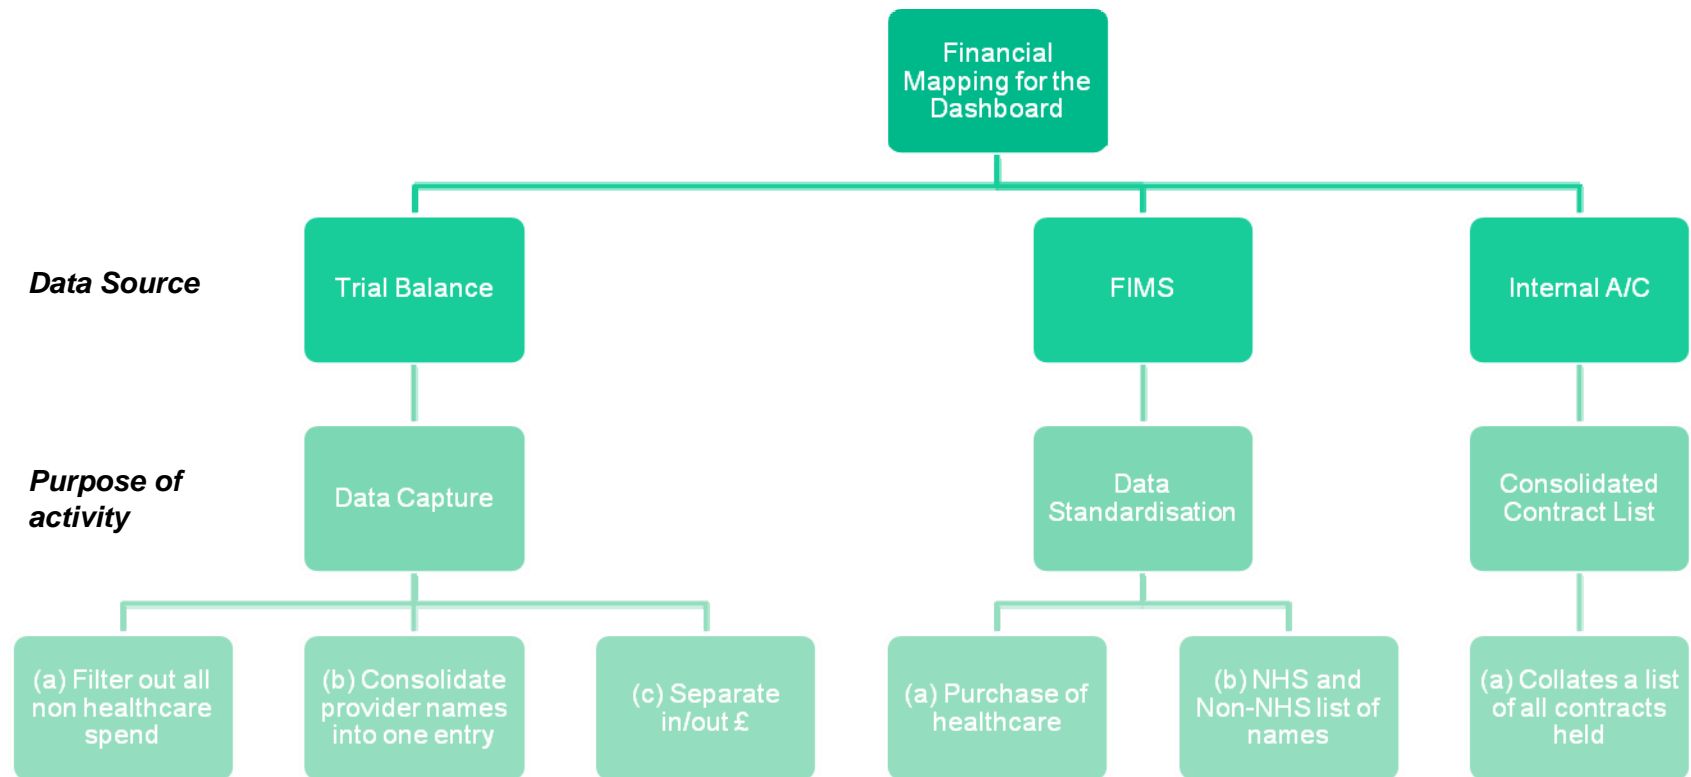 Financial
Mapping for the
Dashboard
Data Source
Trial Balance
FIMS
Internal A/C
Purpose of
activity
Data Capture
Data
Standardisation
Consolidated
Contract List
(a) Filter out all
non healthcare
spend
(b) Consolidate
provider names
into one entry
(c) Separate
in/out £
(a) Purchase of
healthcare
(b) NHS and
Non-NHS list of
names
(a) Collates a list
of all contracts
held